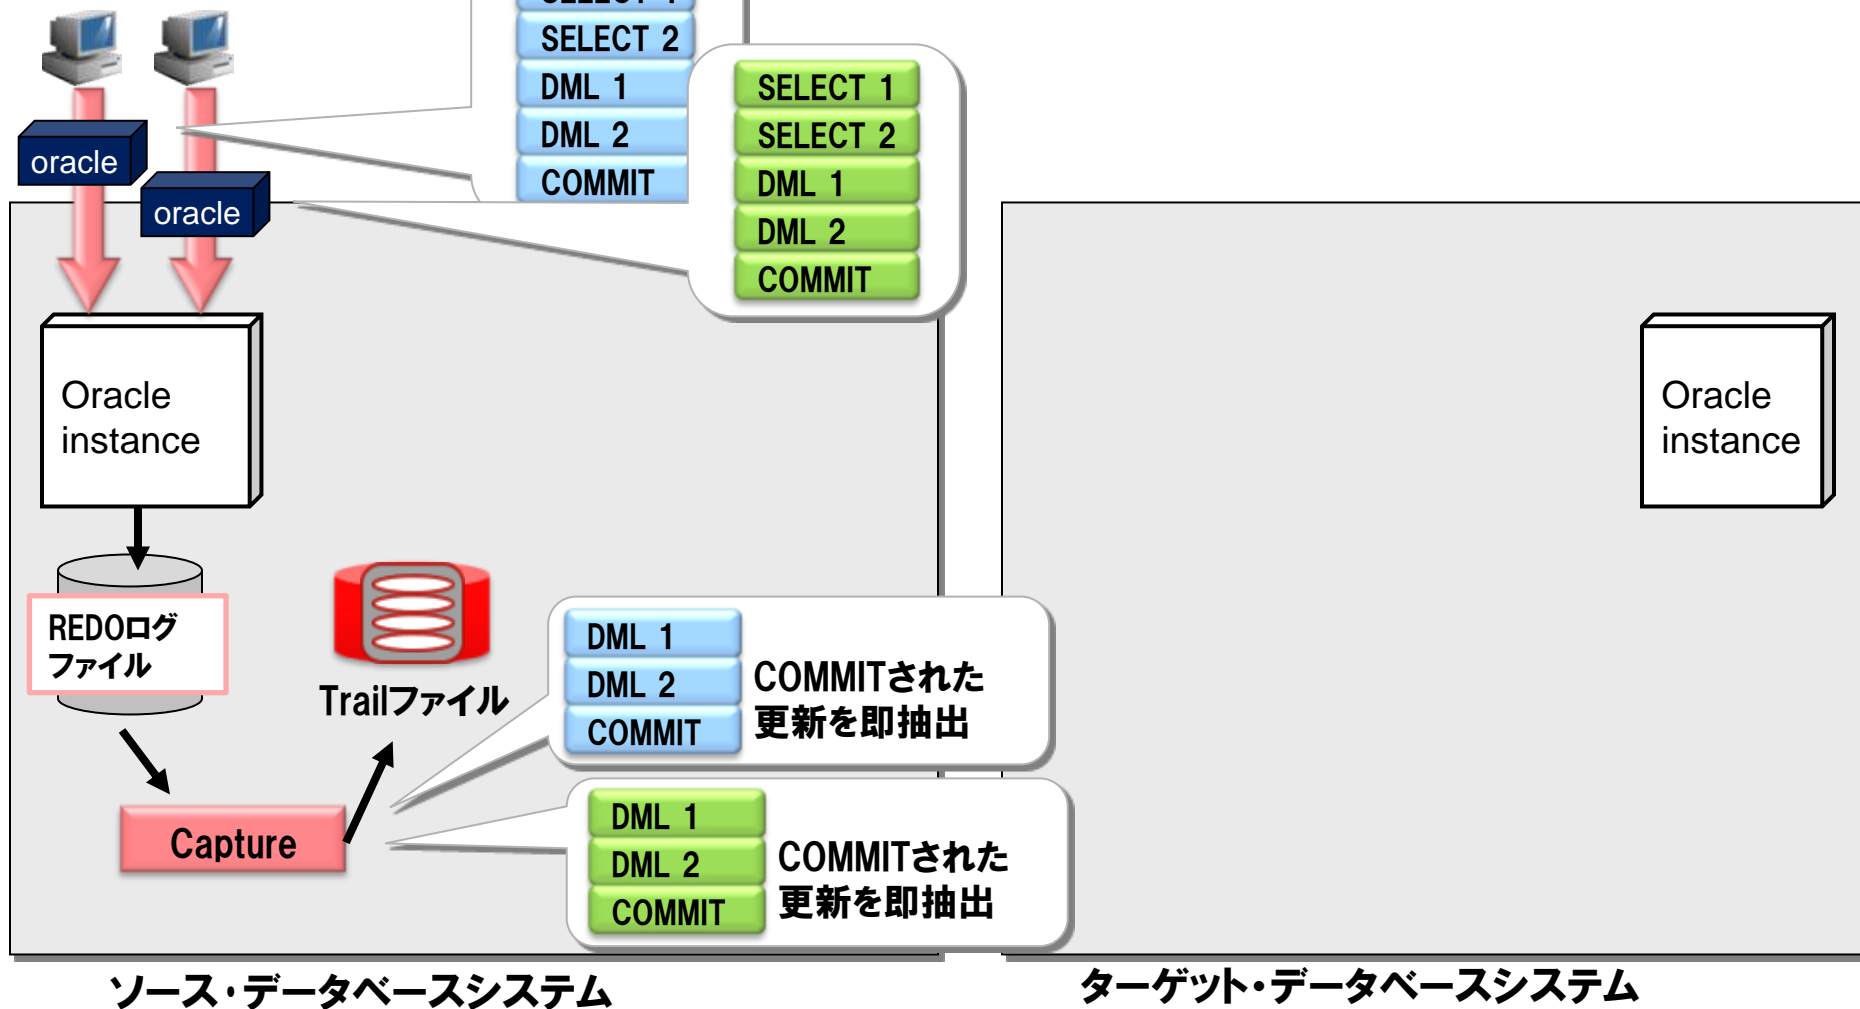 SELECT 1
SELECT 2
DML 1
DML 2
COMMIT
SELECT 1
SELECT 2
DML 1
DML 2
COMMIT
oracle
oracle
Oracle
instance
Oracle
instance
REDOログ
ファイル
Trailファイル
DML 1
DML 2
COMMIT
COMMITされた
更新を即抽出
Capture
DML 1
DML 2
COMMIT
COMMITされた
更新を即抽出
ソース・データベースシステム
ターゲット・データベースシステム